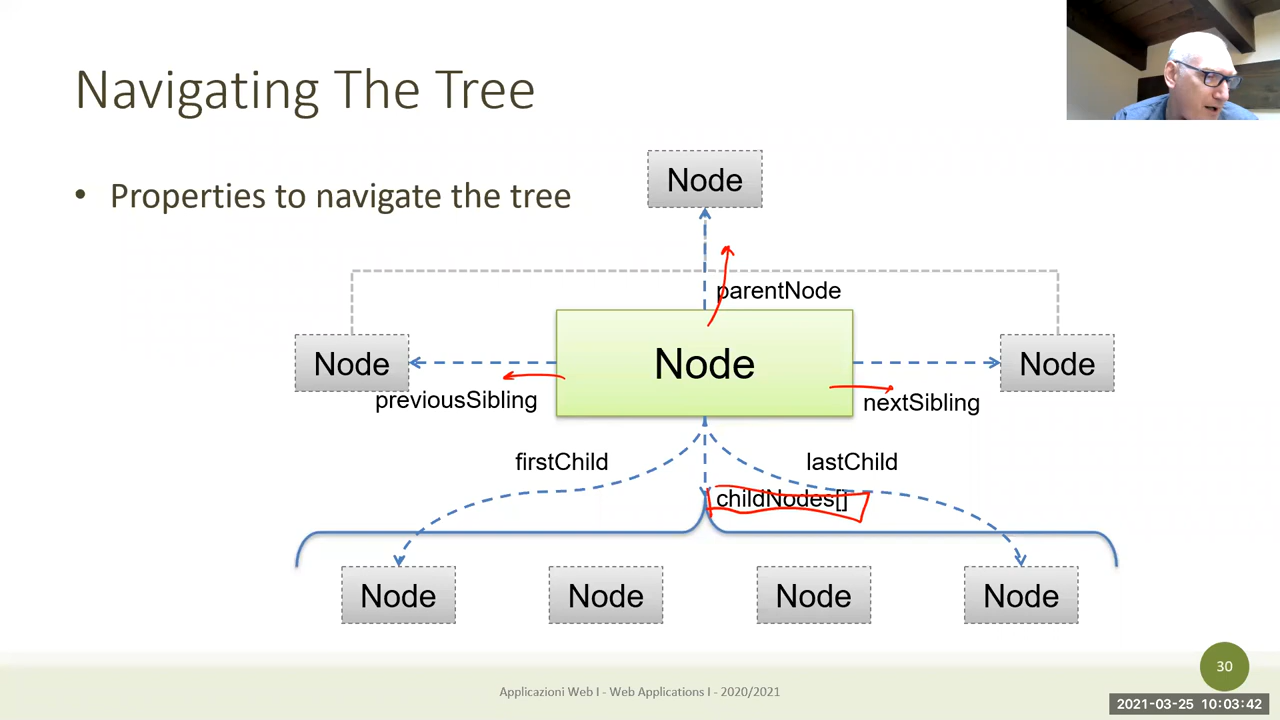 Navigating The Tree
• Properties to navigate the tree
Node
parentNode
Node
Node
Node
previousSibling
nextSibling
firstChild
lastChild
childNodes[]
Node
Node
Node
Node
30
Applicazioni Web I - Web Applications I - 2020/2021
2021-03-25 10:03:42